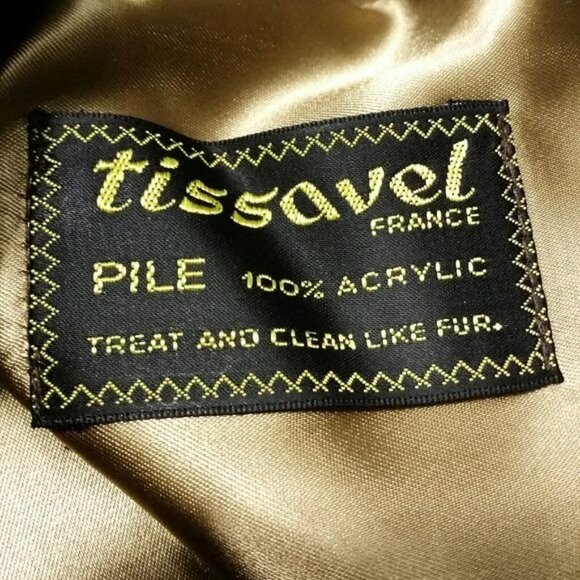 tissavel
FRANCE
PILE 100% ACRYLIC
TREAT AND CLEAN LIKE FUR.